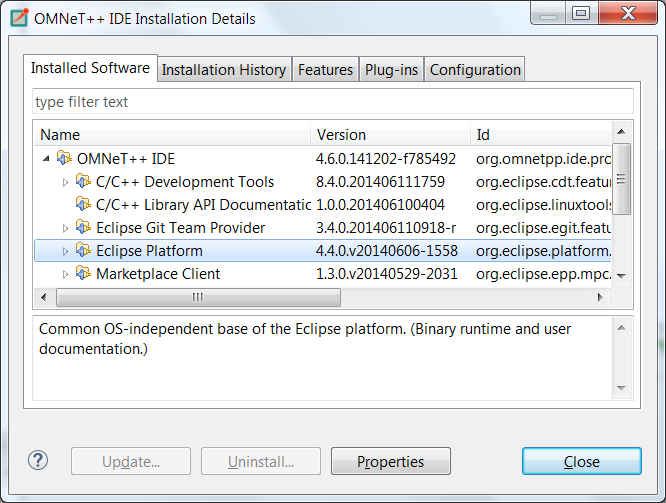 OMNeT++ IDE Installation Details
Installed Software Installation History Features Plug-ins Configuration
type filter text
Name Version Id
OMNeT++ IDE 4.6.0.141202-f785492 org.omnetpp.ide.pro
C/C++ Development Tools 8.4.0.201406111759 org.eclipse.cdt.featur
C/C++ Library API Documentatic 1.0.0.201406100404 org.eclipse.linuxtools
Eclipse Git Team Provider 3.4.0.201406110918-r org.eclipse.egit.featu
Eclipse Platform 4.4.0.v20140606-1558 org.eclipse.platform.
Marketplace Client 1.3.0.v20140529-2031 org.eclipse.epp.mpc.
Common OS-independent base of the Eclipse platform. (Binary runtime and user
documentation.)
? Update... Uninstall... Properties Close